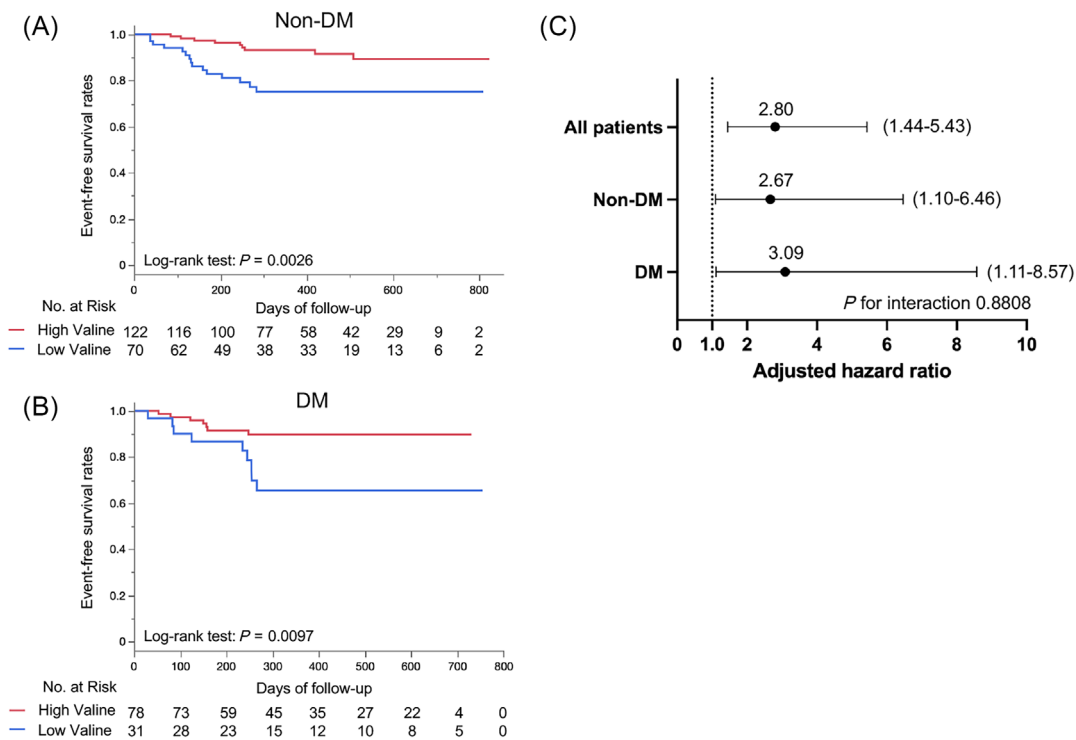 (A)
Non-DM
Event-free survival rates
1.0
0.8
0.6
0.4
0.2
0
Log-rank test: P = 0.0026
0 200 400 600 800
Days of follow-up
No. at Risk
High Valine 122 116 100 77 58 42 29 9 2
Low Valine 70 62 49 38 33 19 13 6 2
(B)
DM
Event-free survival rates
1.0
0.8
0.6
0.4
0.2
0
Log-rank test: P = 0.0097
0 100 200 300 400 500 600 700 800
Days of follow-up
No. at Risk
High Valine 78 73 59 45 35 27 22 4 0
Low Valine 31 28 23 15 12 10 8 5 0
(C)
2.80
All patients (1.44-5.43)
2.67
Non-DM (1.10-6.46)
3.09
DM (1.11-8.57)
P for interaction 0.8808
0 1.0 2 4 6 8 10
Adjusted hazard ratio